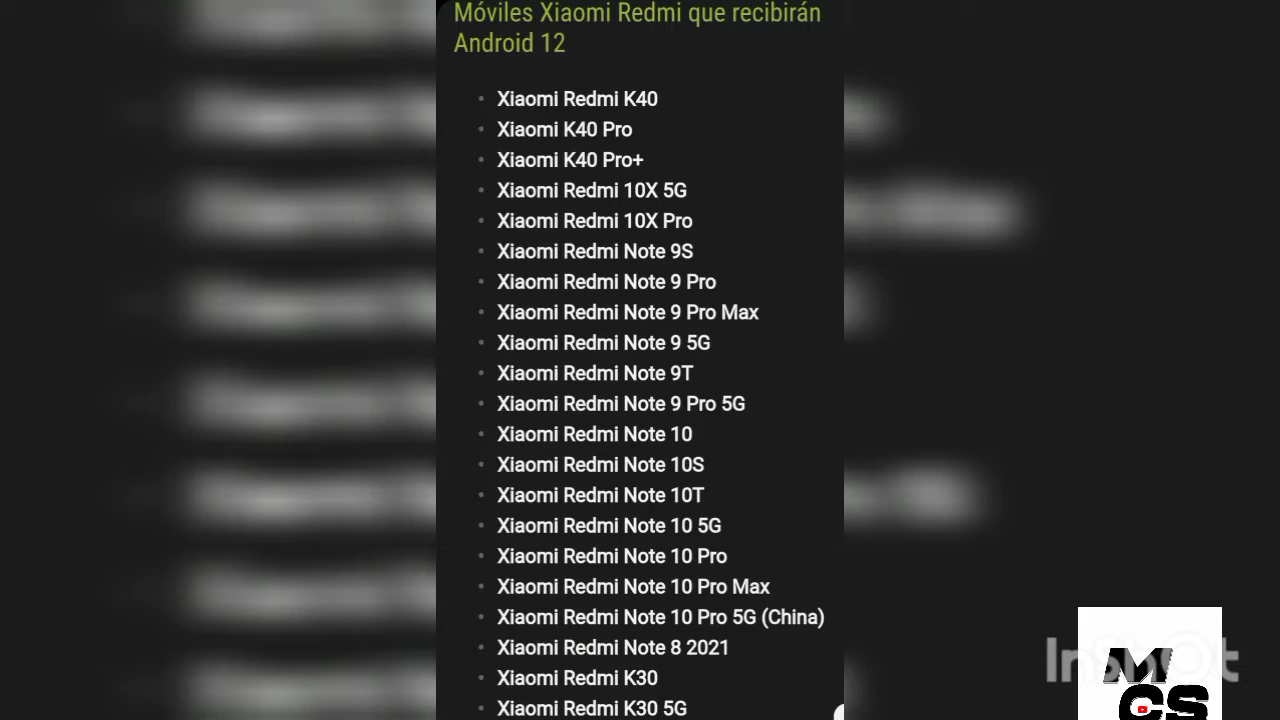 Móviles Xiaomi Redmi que recibirán
Android 12
Xiaomi Redmi K40
Xiaomi K40 Pro
Xiaomi K40 Pro+
Xiaomi Redmi 10X 5G
Xiaomi Redmi 10X Pro
Xiaomi Redmi Note 9S
Xiaomi Redmi Note 9 Pro
Xiaomi Redmi Note 9 Pro Max
Xiaomi Redmi Note 9 5G
Xiaomi Redmi Note 9T
Xiaomi Redmi Note 9 Pro 5G
Xiaomi Redmi Note 10
Xiaomi Redmi Note 10S
Xiaomi Redmi Note 10T
Xiaomi Redmi Note 10 5G
Xiaomi Redmi Note 10 Pro
Xiaomi Redmi Note 10 Pro Max
Xiaomi Redmi Note 10 Pro 5G (China)
Xiaomi Redmi Note 8 2021
Xiaomi Redmi K30
Xiaomi Redmi K30 5G
InShOt
M
CS